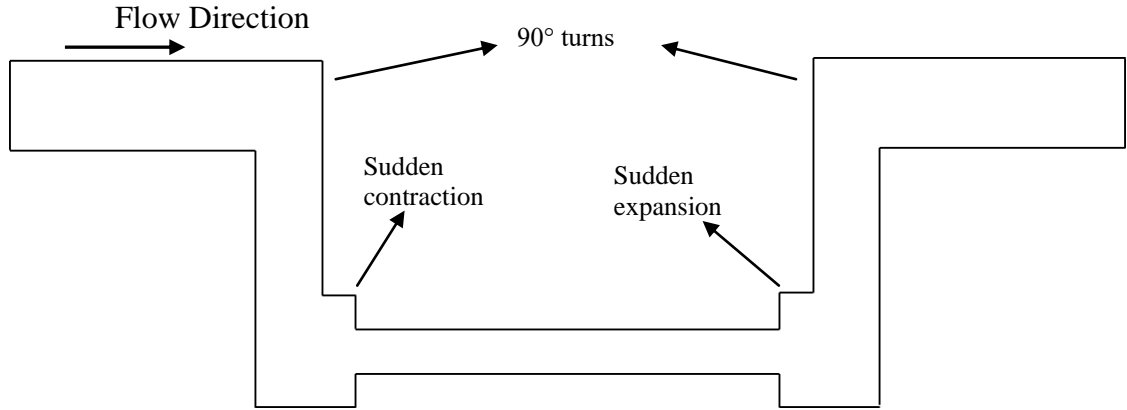 Flow Direction
90° turns
Sudden
contraction
Sudden
expansion